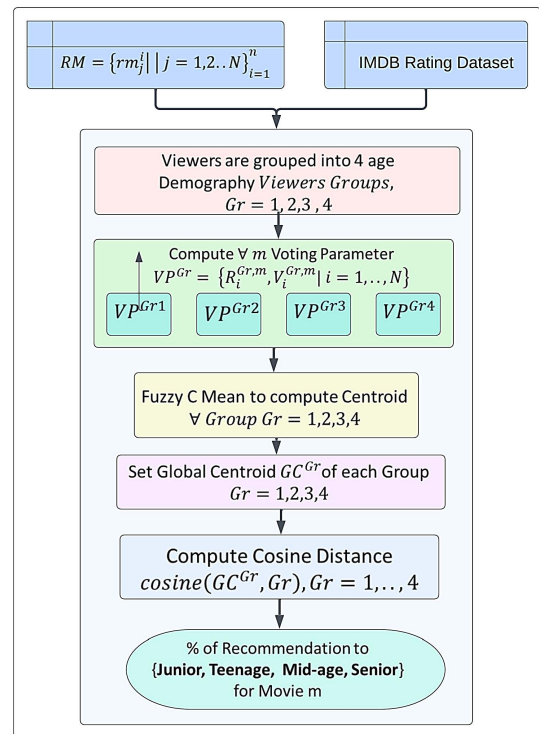 RM = {rm_j^i| | j = 1,2..N}_{i=1}^n
IMDB Rating Dataset
Viewers are grouped into 4 age
Demography Viewers Groups,
Gr = 1,2,3 , 4
Compute ∀ m Voting Parameter
VP^{Gr} = {R_i^{Gr,m}, V_i^{Gr,m}| i = 1,..,N}
VP^{Gr1} VP^{Gr2} VP^{Gr3} VP^{Gr4}
Fuzzy C Mean to compute Centroid
∀ Group Gr = 1,2,3,4
Set Global Centroid GC^{Gr} of each Group
Gr = 1,2,3,4
Compute Cosine Distance
cosine(GC^{Gr}, Gr), Gr = 1,..,4
% of Recommendation to
{Junior, Teenage, Mid-age, Senior}
for Movie m